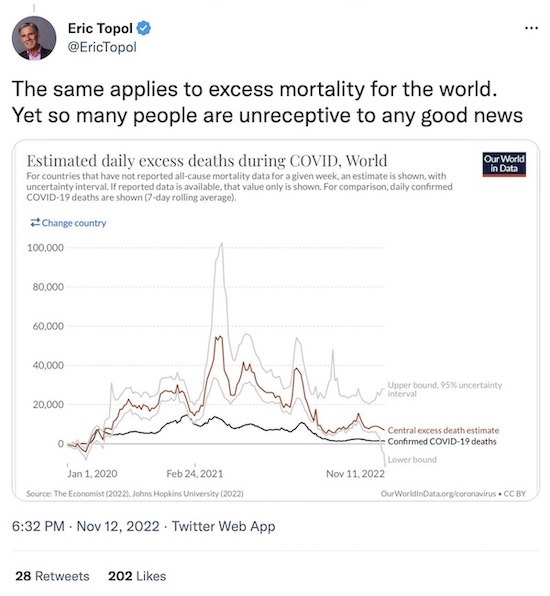 Eric Topol
@EricTopol
The same applies to excess mortality for the world.
Yet so many people are unreceptive to any good news
Estimated daily excess deaths during COVID, World
Our World
in Data
For countries that have not reported all-cause mortality data for a given week, an estimate is shown, with
uncertainty interval. If reported data is available, that value only is shown. For comparison, daily confirmed
COVID-19 deaths are shown (7-day rolling average).
Change country
100,000
80,000
60,000
40,000
20,000
0
Upper bound, 95% uncertainty
interval
Central excess death estimate
Confirmed COVID-19 deaths
Lower bound
Jan 1, 2020
Feb 24, 2021
Nov 11, 2022
Source: The Economist (2022), Johns Hopkins University (2022)
OurWorldInData.org/coronavirus • CC BY
6:32 PM · Nov 12, 2022 · Twitter Web App
28 Retweets 202 Likes